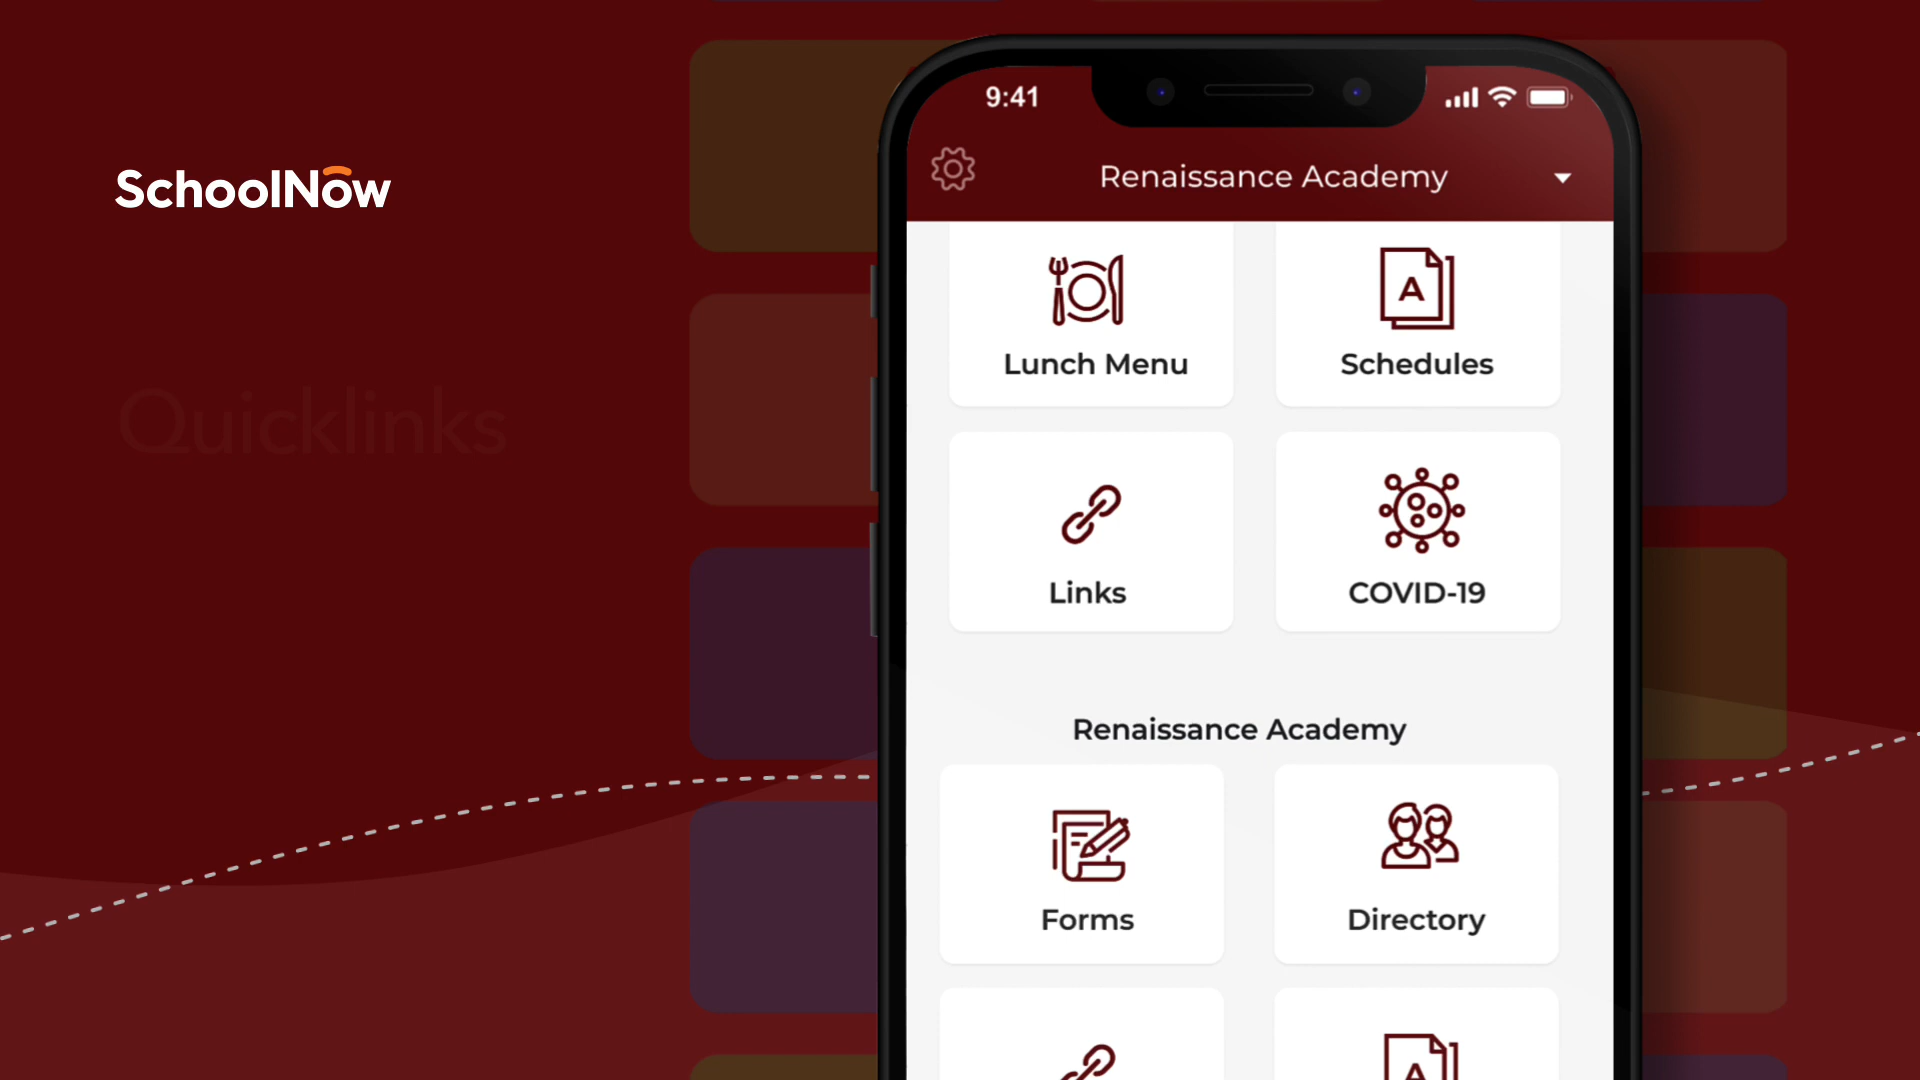 SchoolNow
Quicklinks
9:41
Renaissance Academy
Lunch Menu
A
Schedules
Links
COVID-19
Renaissance Academy
Forms
Directory
A